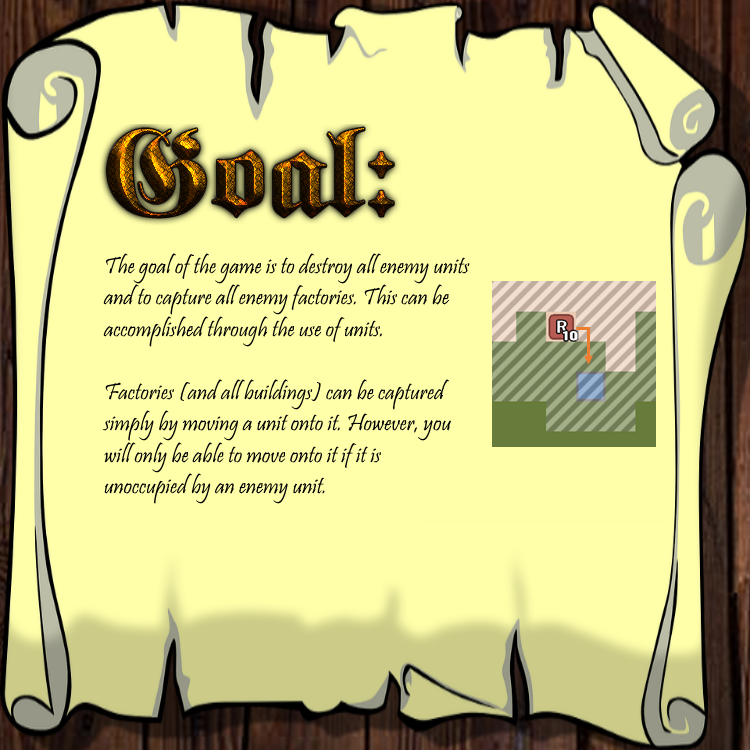 Goal:
The goal of the game is to destroy all enemy units
and to capture all enemy factories. This can be
accomplished through the use of units.
Factories (and all buildings) can be captured
simply by moving a unit onto it. However, you
will only be able to move onto it if it is
unoccupied by an enemy unit.
R
10